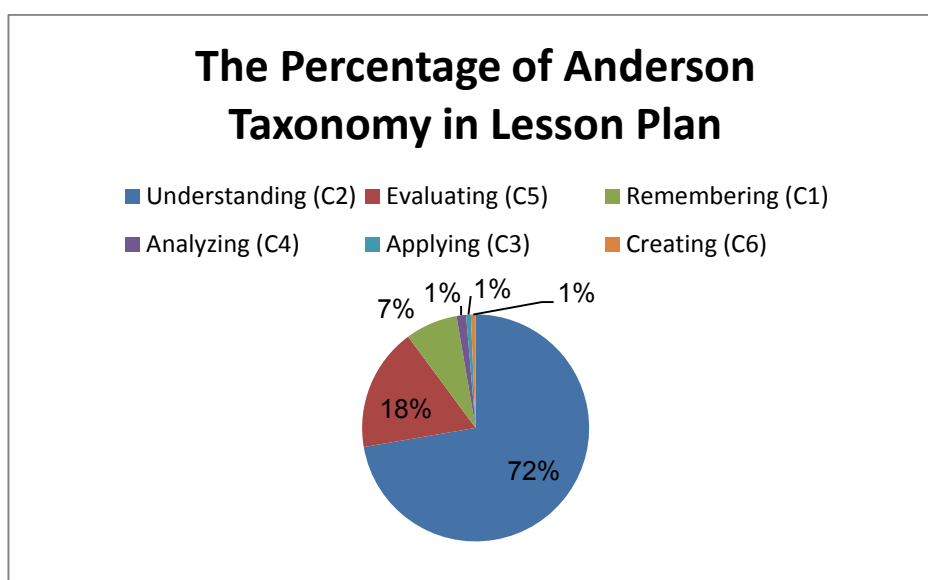 The Percentage of Anderson
Taxonomy in Lesson Plan
Understanding (C2) Evaluating (C5) Remembering (C1)
Analyzing (C4) Applying (C3) Creating (C6)
7% 1% 1% 1%
18%
72%